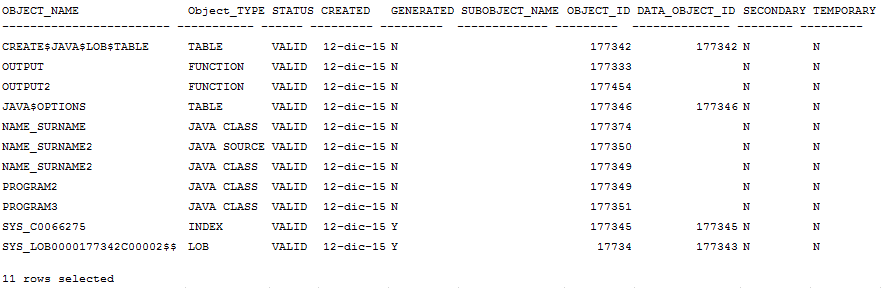 OBJECT_NAME Object_TYPE STATUS CREATED GENERATED SUBOBJECT_NAME OBJECT_ID DATA_OBJECT_ID SECONDARY TEMPORARY
CREATE$JAVA$LOB$TABLE TABLE VALID 12-dic-15 N 177342 177342 N N
OUTPUT FUNCTION VALID 12-dic-15 N 177333 N N
OUTPUT2 FUNCTION VALID 12-dic-15 N 177454 N N
JAVA$OPTIONS TABLE VALID 12-dic-15 N 177346 177346 N N
NAME_SURNAME JAVA CLASS VALID 12-dic-15 N 177374 N N
NAME_SURNAME2 JAVA SOURCE VALID 12-dic-15 N 177350 N N
NAME_SURNAME2 JAVA CLASS VALID 12-dic-15 N 177349 N N
PROGRAM2 JAVA CLASS VALID 12-dic-15 N 177349 N N
PROGRAM3 JAVA CLASS VALID 12-dic-15 N 177351 N N
SYS_C0066275 INDEX VALID 12-dic-15 Y 177345 177345 N N
SYS_LOB0000177342C00002$$ LOB VALID 12-dic-15 Y 17734 177343 N N
11 rows selected